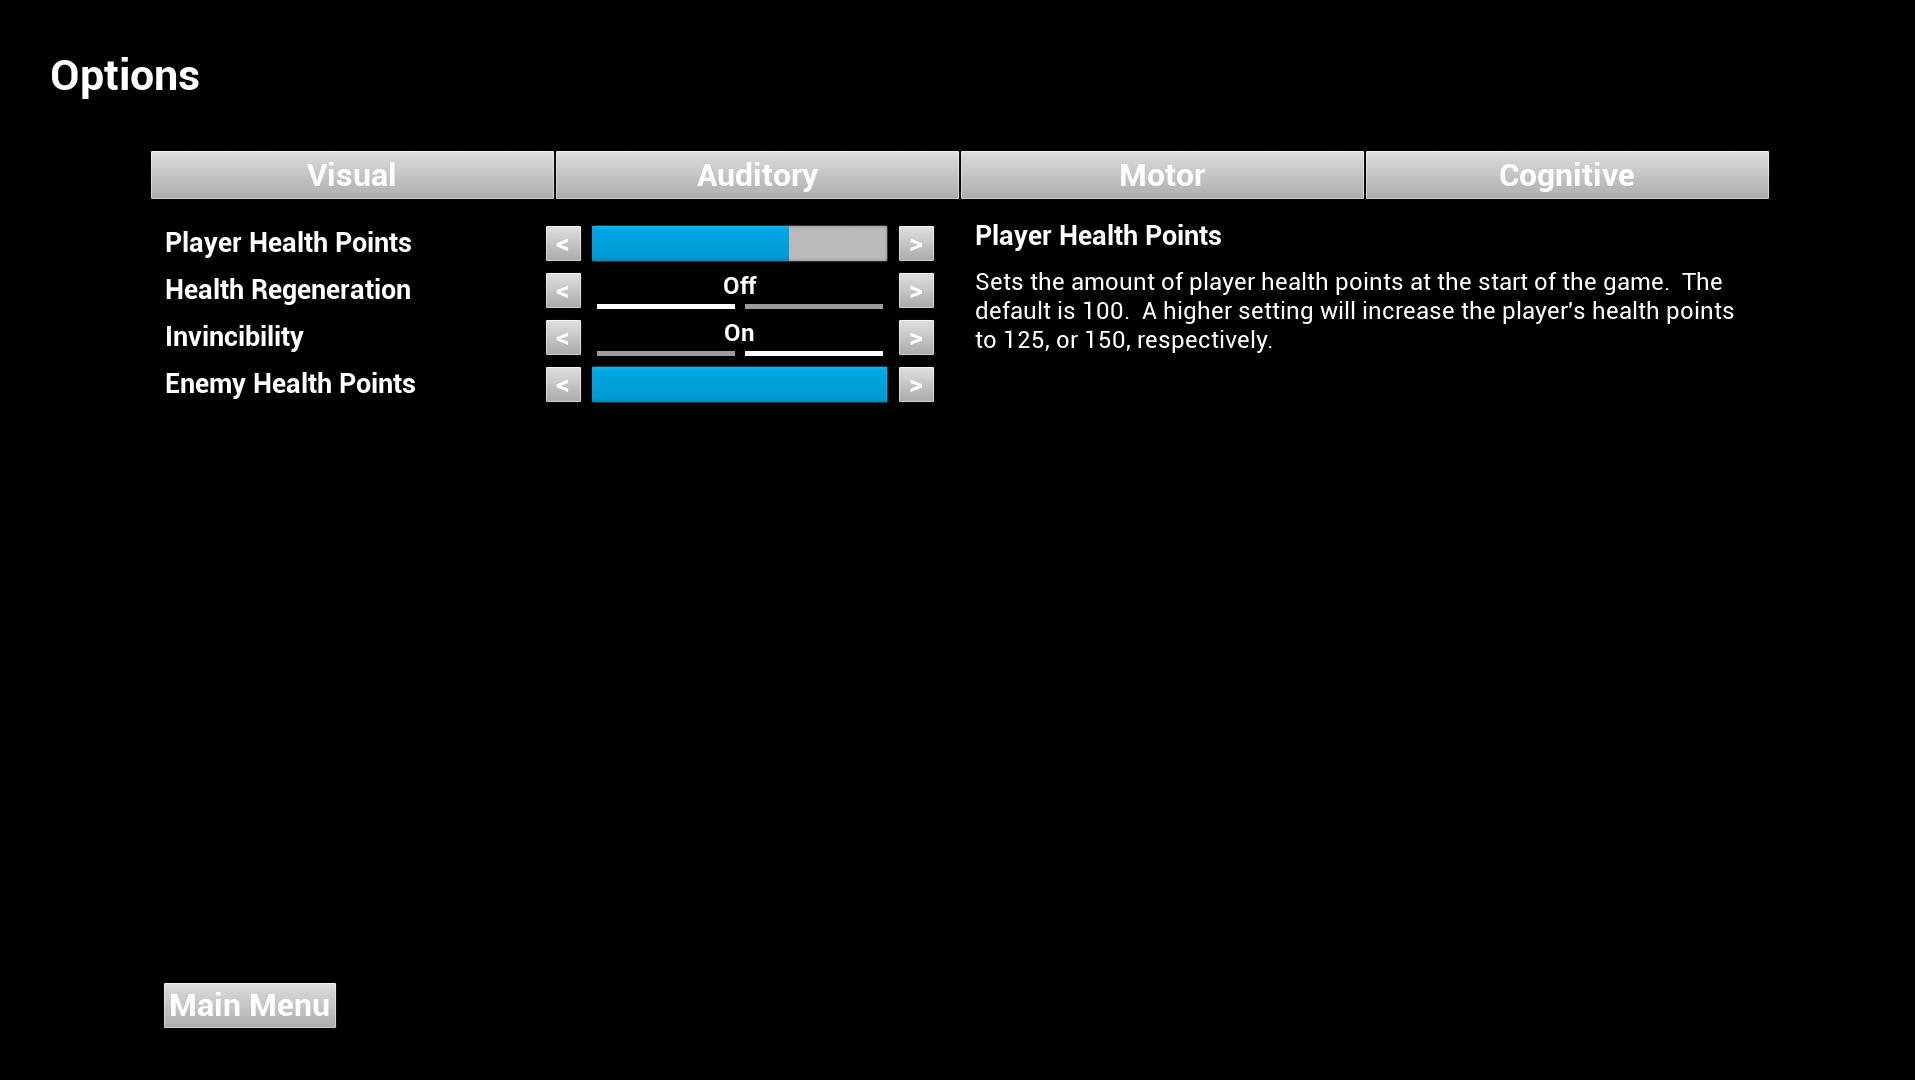 Options
Visual Auditory Motor Cognitive
Player Health Points < >
Health Regeneration < Off >
Invincibility < On >
Enemy Health Points < >
Player Health Points
Sets the amount of player health points at the start of the game.  The
default is 100.  A higher setting will increase the player's health points
to 125, or 150, respectively.
Main Menu